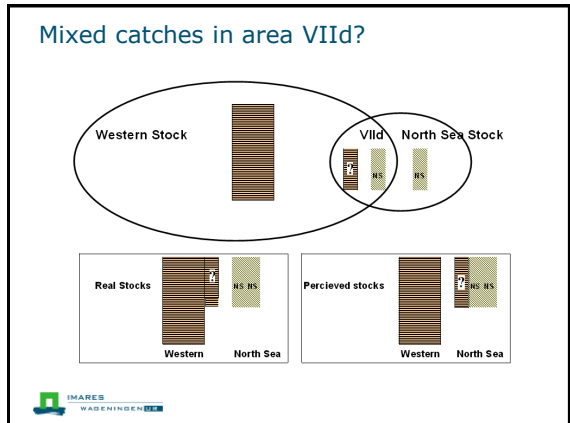 Mixed catches in area VIId?
Western Stock
VIId North Sea Stock
?
NS
NS
Real Stocks
?
NS NS
Western North Sea
Percieved stocks
?
NS NS
Western North Sea
IMARES
WAGENINGEN UR